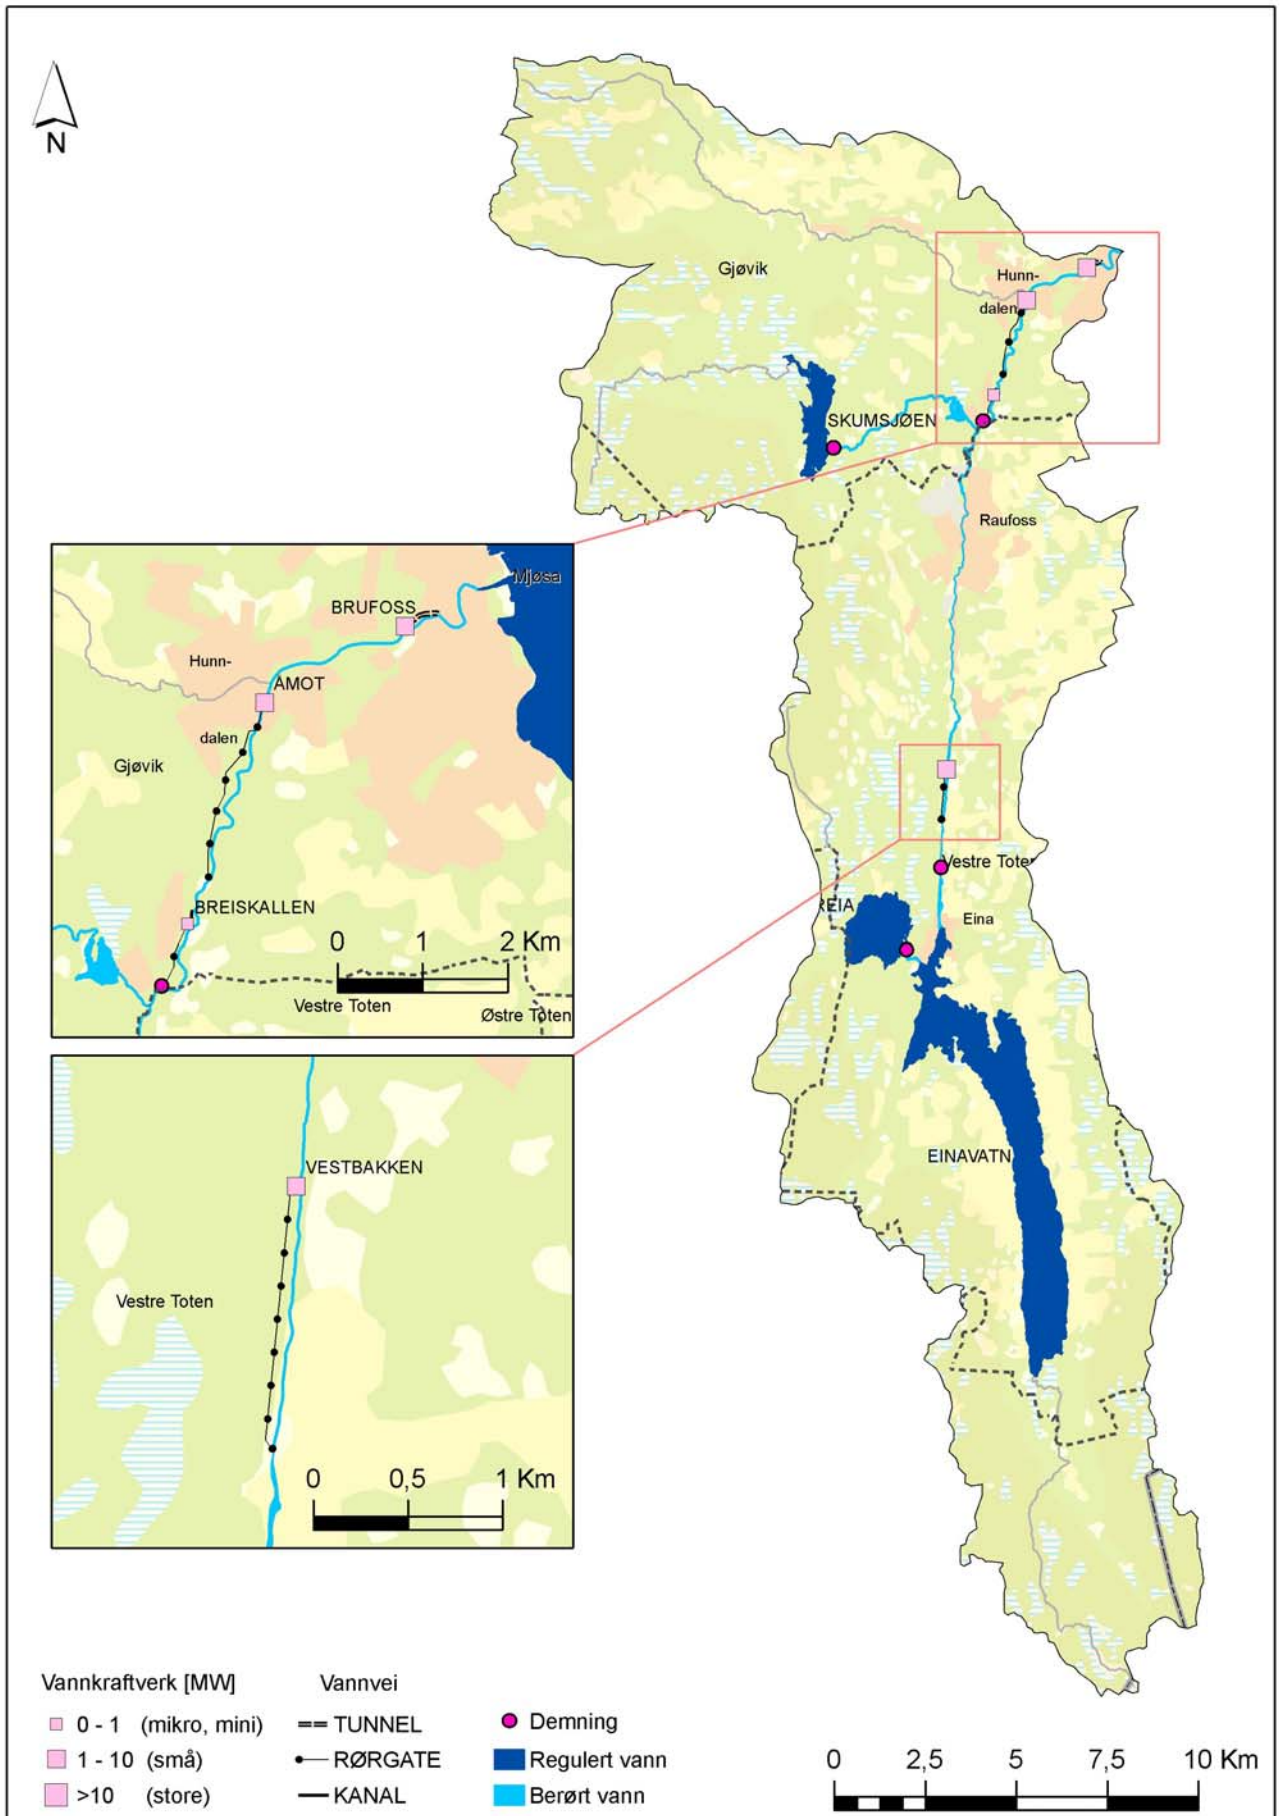 N
Gjøvik
Hunn-
dalen
SKUMSJØEN
Raufoss
Vestre Toten
REIA
Eina
EINAVATN
Mjøsa
BRUFOSS
Hunn-
ÅMOT
dalen
Gjøvik
BREISKALLEN
0 1 2 Km
Vestre Toten
Østre Toten
VESTBAKKEN
Vestre Toten
0 0,5 1 Km
Vannkraftverk [MW]
0 - 1 (mikro, mini)
1 - 10 (små)
>10 (store)
Vannvei
TUNNEL
RØRGATE
KANAL
Demning
Regulert vann
Berørt vann
0 2,5 5 7,5 10 Km